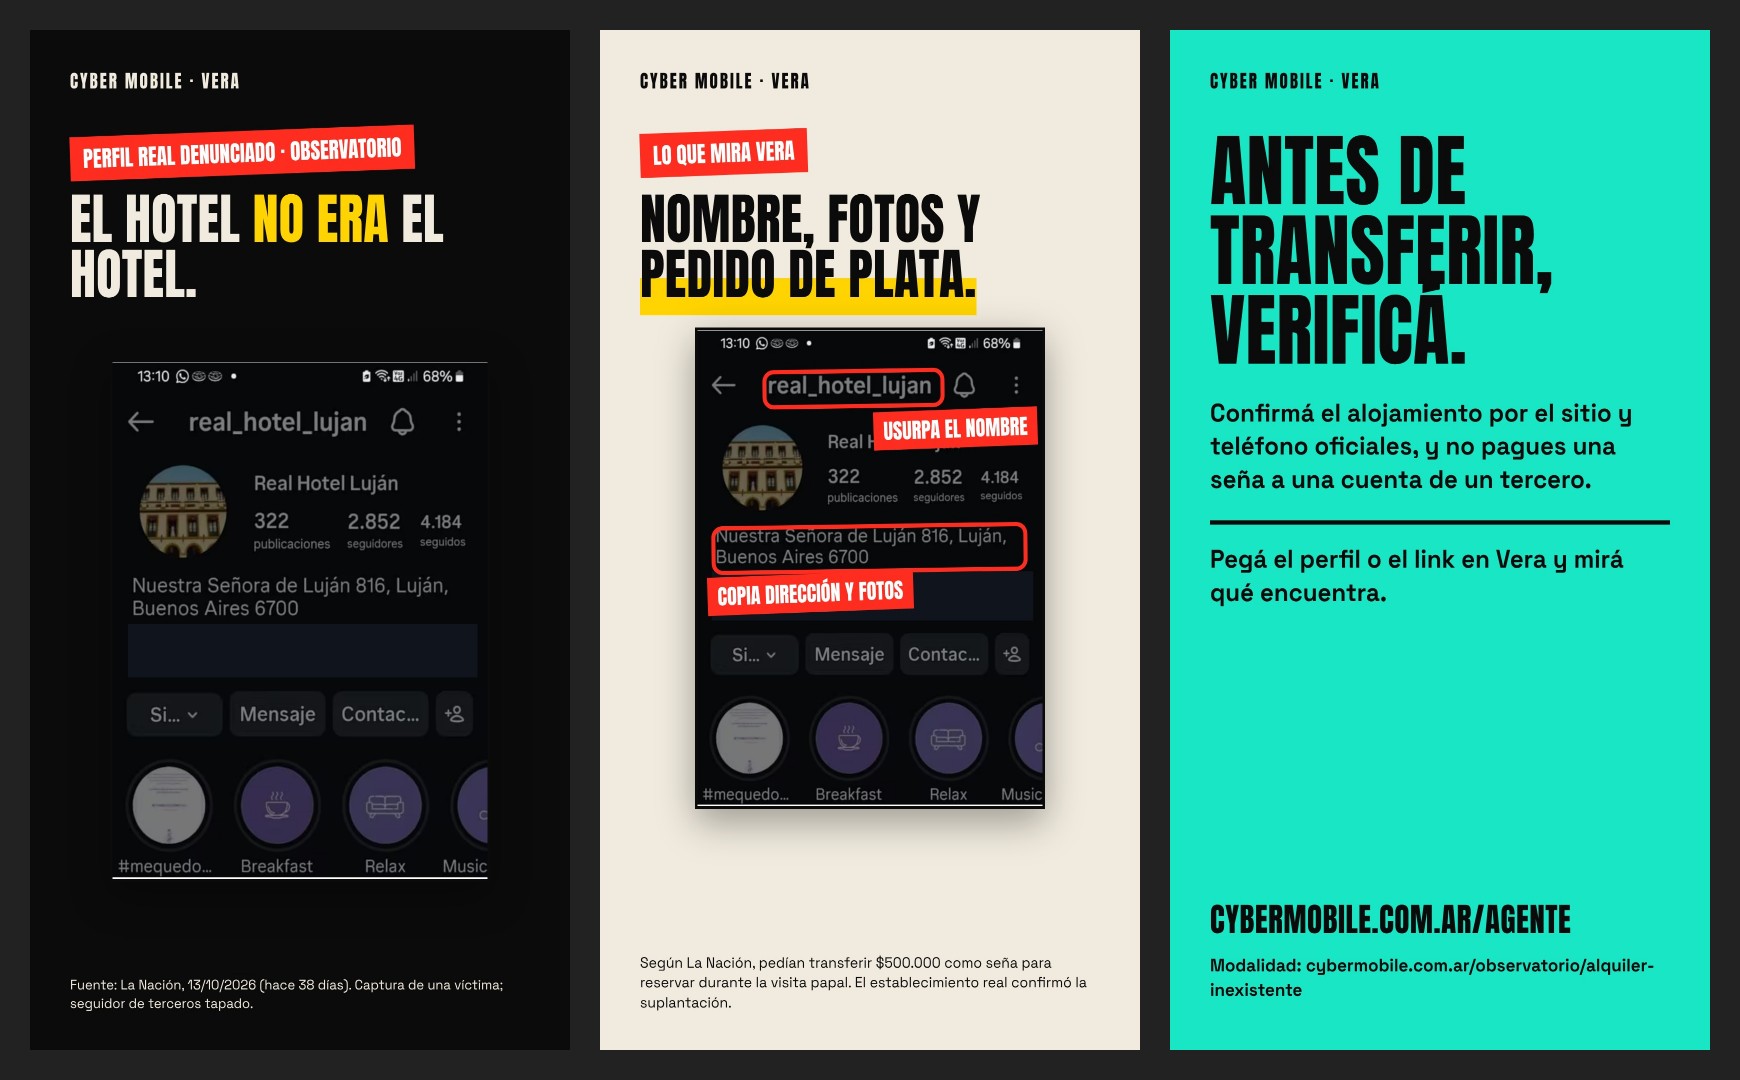 CYBER MOBILE · VERA
PERFIL REAL DENUNCIADO · OBSERVATORIO
EL HOTEL NO ERA EL
HOTEL.
13:10 68%
real_hotel_lujan
Real Hotel Luján
322 2.852 4.184
publicaciones seguidores seguidos
Nuestra Señora de Luján 816, Luján,
Buenos Aires 6700
Si... Mensaje Contac...
#mequedo... Breakfast Relax Music
Fuente: La Nación, 13/10/2026 (hace 38 días). Captura de una víctima;
seguidor de terceros tapado.
CYBER MOBILE · VERA
LO QUE MIRA VERA
NOMBRE, FOTOS Y
PEDIDO DE PLATA.
13:10 68%
real_hotel_lujan
USURPA EL NOMBRE
Real H
322 2.852 4.184
publicaciones seguidores seguidos
Nuestra Señora de Luján 816, Luján,
Buenos Aires 6700
COPIA DIRECCIÓN Y FOTOS
Si... Mensaje Contac...
#mequedo... Breakfast Relax Music
Según La Nación, pedían transferir $500.000 como seña para
reservar durante la visita papal. El establecimiento real confirmó la
suplantación.
CYBER MOBILE · VERA
ANTES DE
TRANSFERIR,
VERIFICÁ.
Confirmá el alojamiento por el sitio y
teléfono oficiales, y no pagues una
seña a una cuenta de un tercero.
Pegá el perfil o el link en Vera y mirá
qué encuentra.
CYBERMOBILE.COM.AR/AGENTE
Modalidad: cybermobile.com.ar/observatorio/alquiler-
inexistente